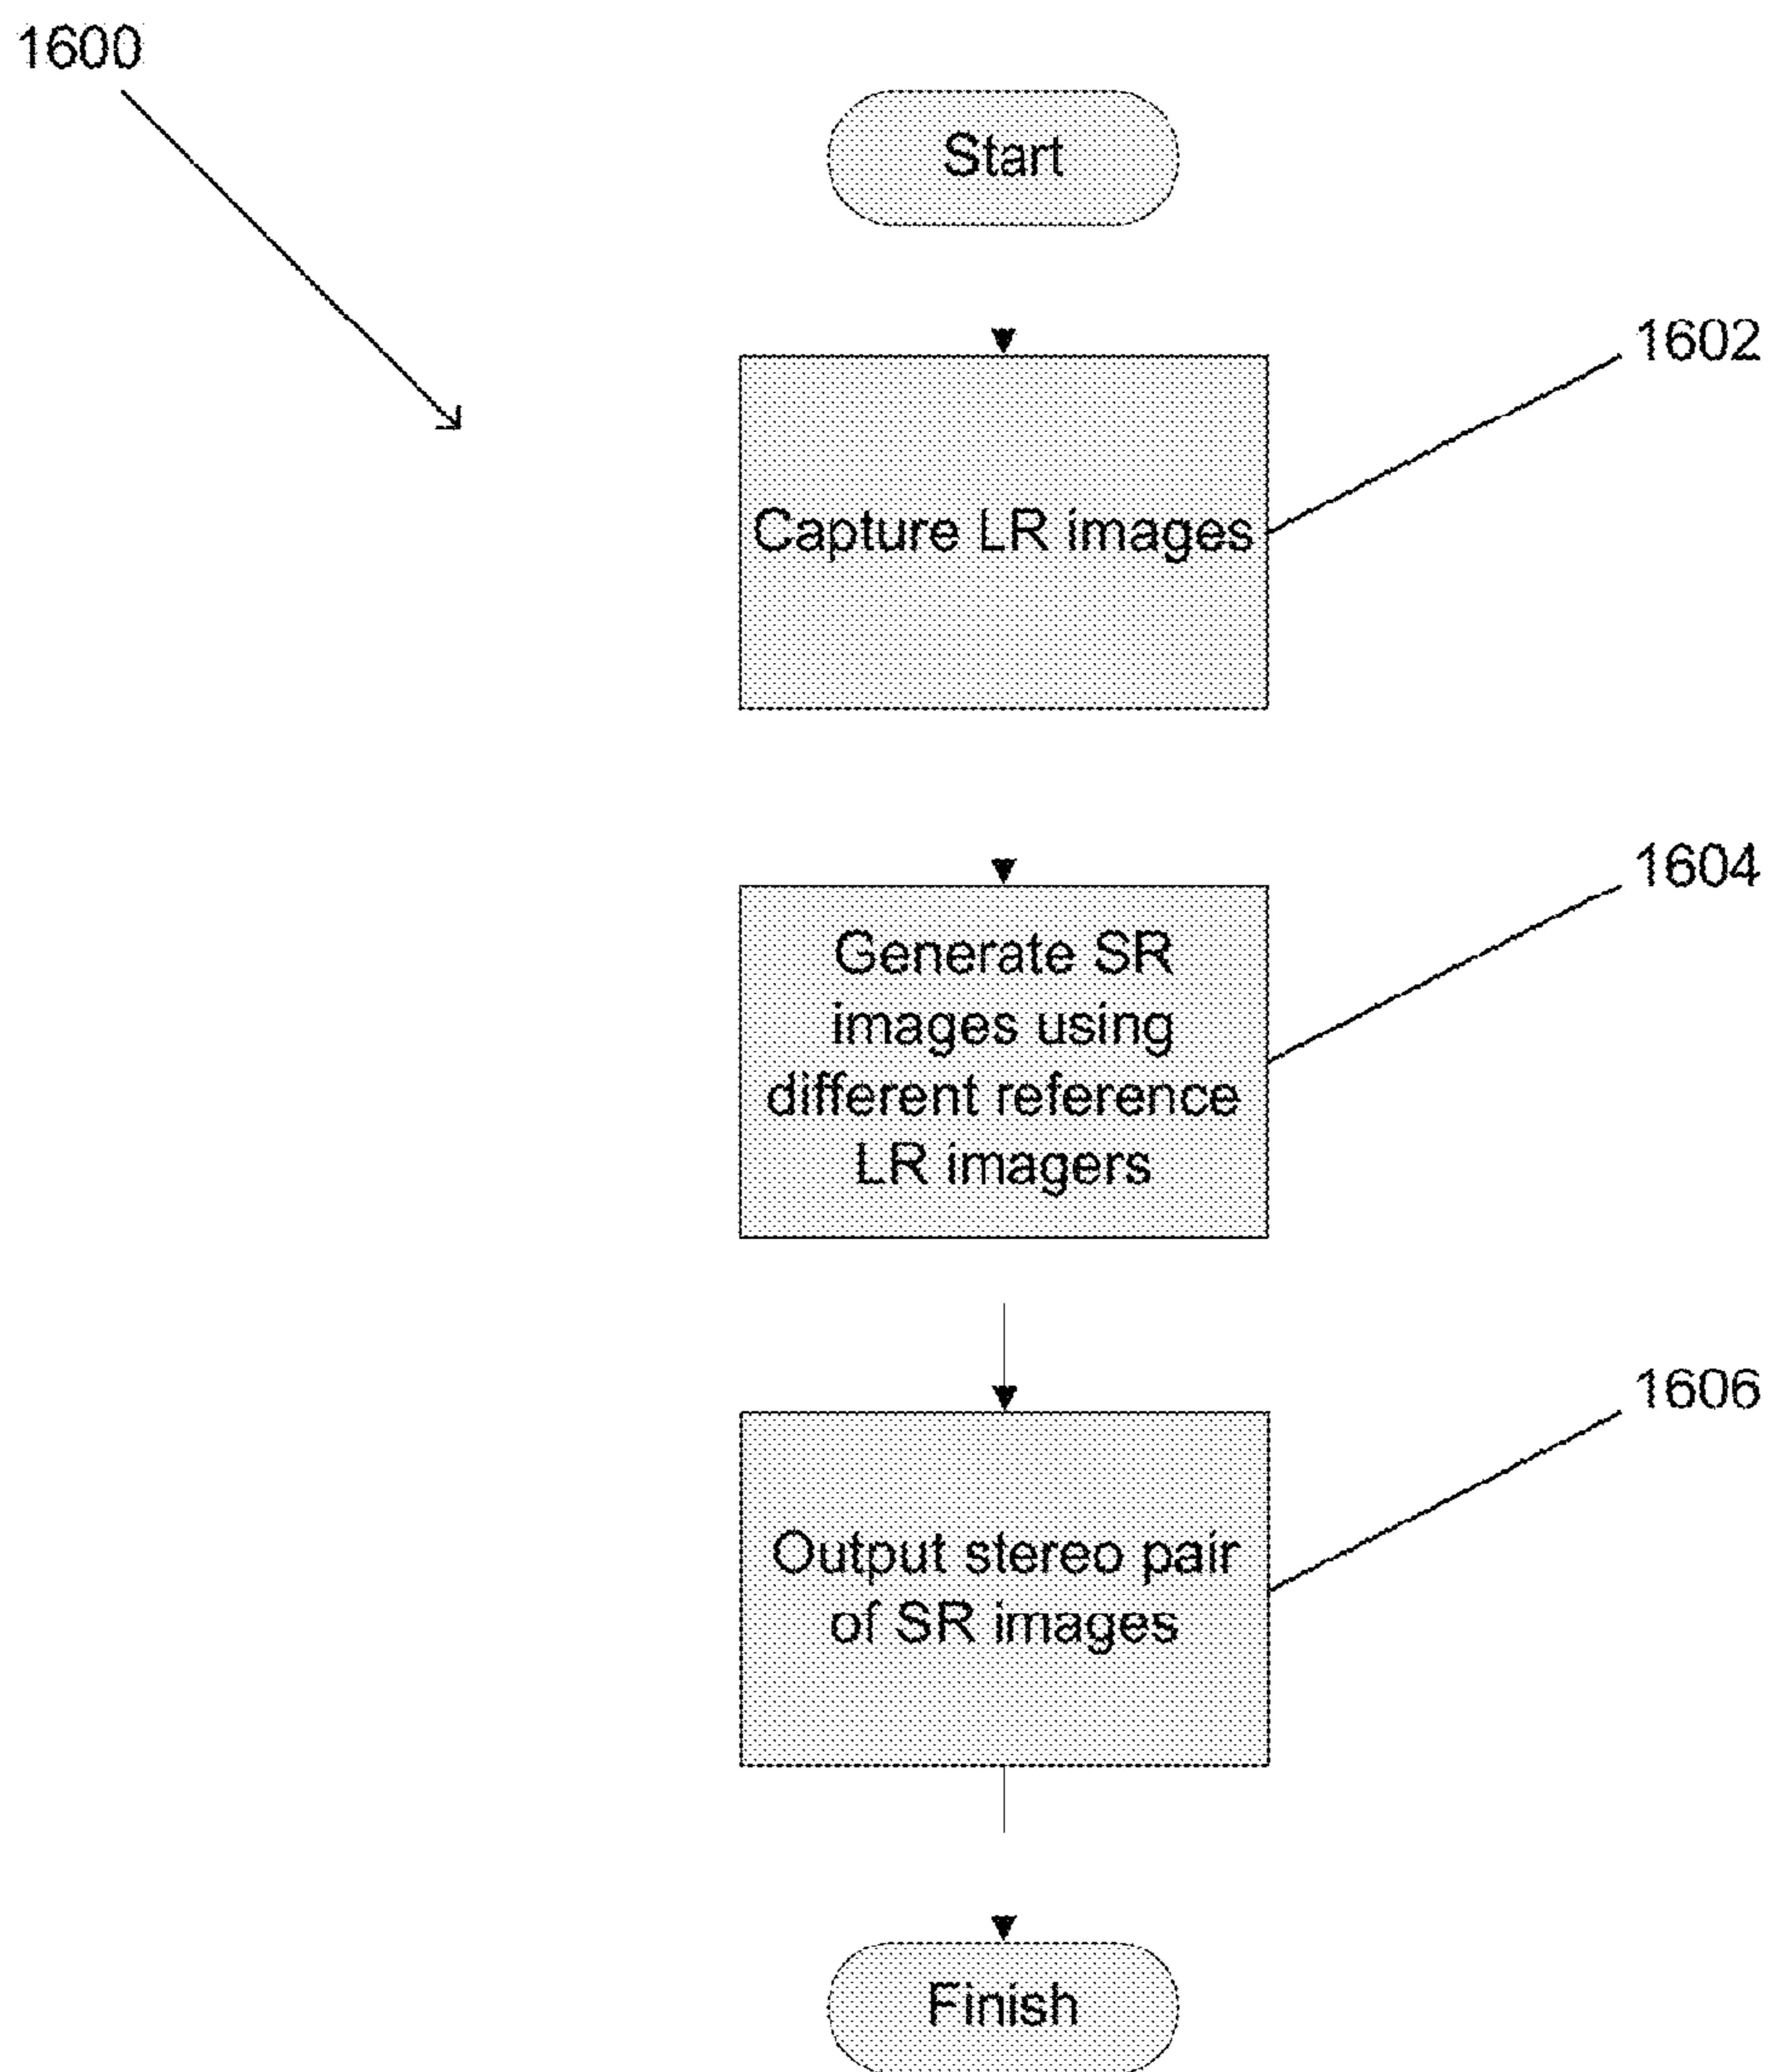 1600
Start
1602
Capture LR images
1604
Generate SR
images using
different reference
LR imagers
1606
Output stereo pair
of SR images
Finish